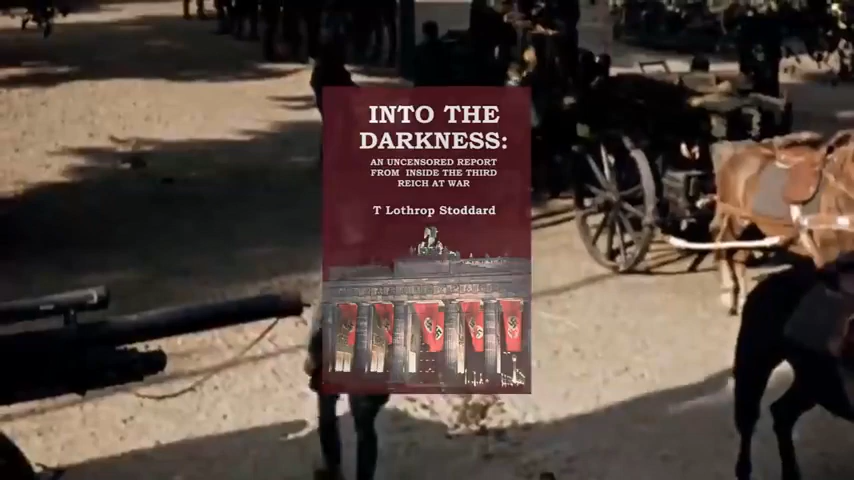 INTO THE
DARKNESS:
AN UNCENSORED REPORT
FROM INSIDE THE THIRD
REICH AT WAR
T Lothrop Stoddard